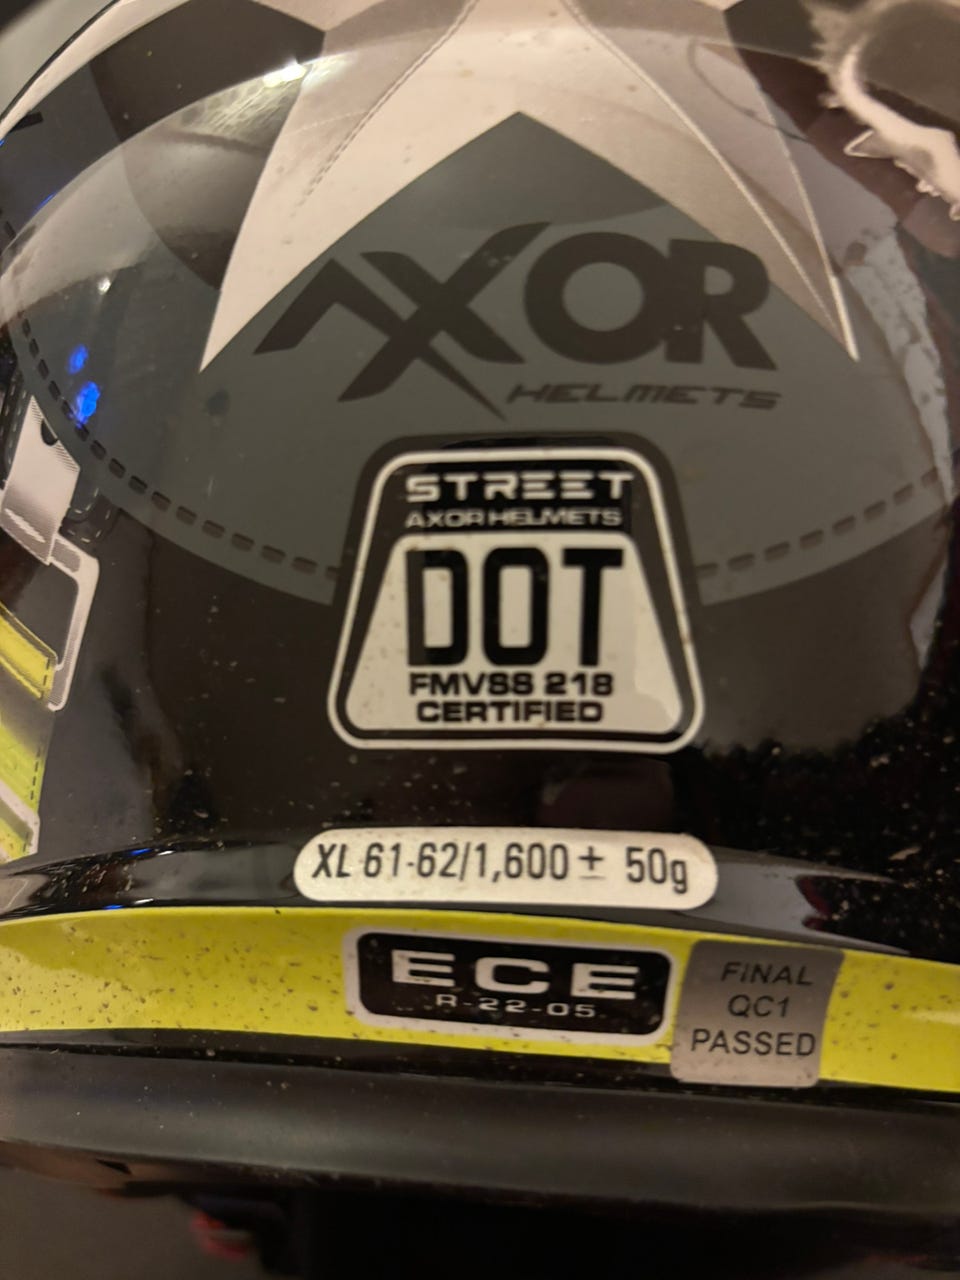 AXOR
HELMETS
STREET
AXOR HELMETS
DOT
FMVSS 218
CERTIFIED
XL 61-62/1,600 ± 50g
ECE
R-22-05
FINAL
QC1
PASSED